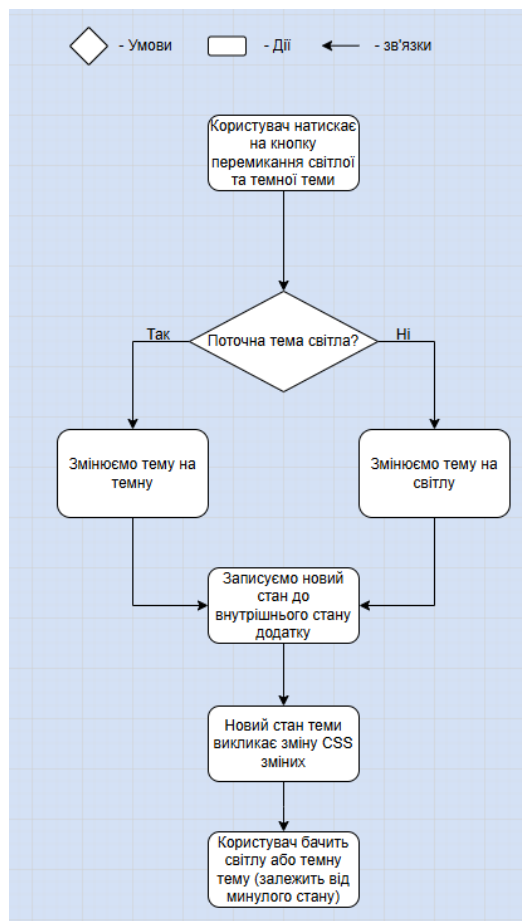 - Умови - Дії - зв'язки
Користувач натискає
на кнопку
перемикання світлої
та темної теми
Поточна тема світла?
Так
Ні
Змінюємо тему на
темну
Змінюємо тему на
світлу
Записуємо новий
стан до
внутрішнього стану
додатку
Новий стан теми
викликає зміну CSS
зміних
Користувач бачить
світлу або темну
тему (залежить від
минулого стану)